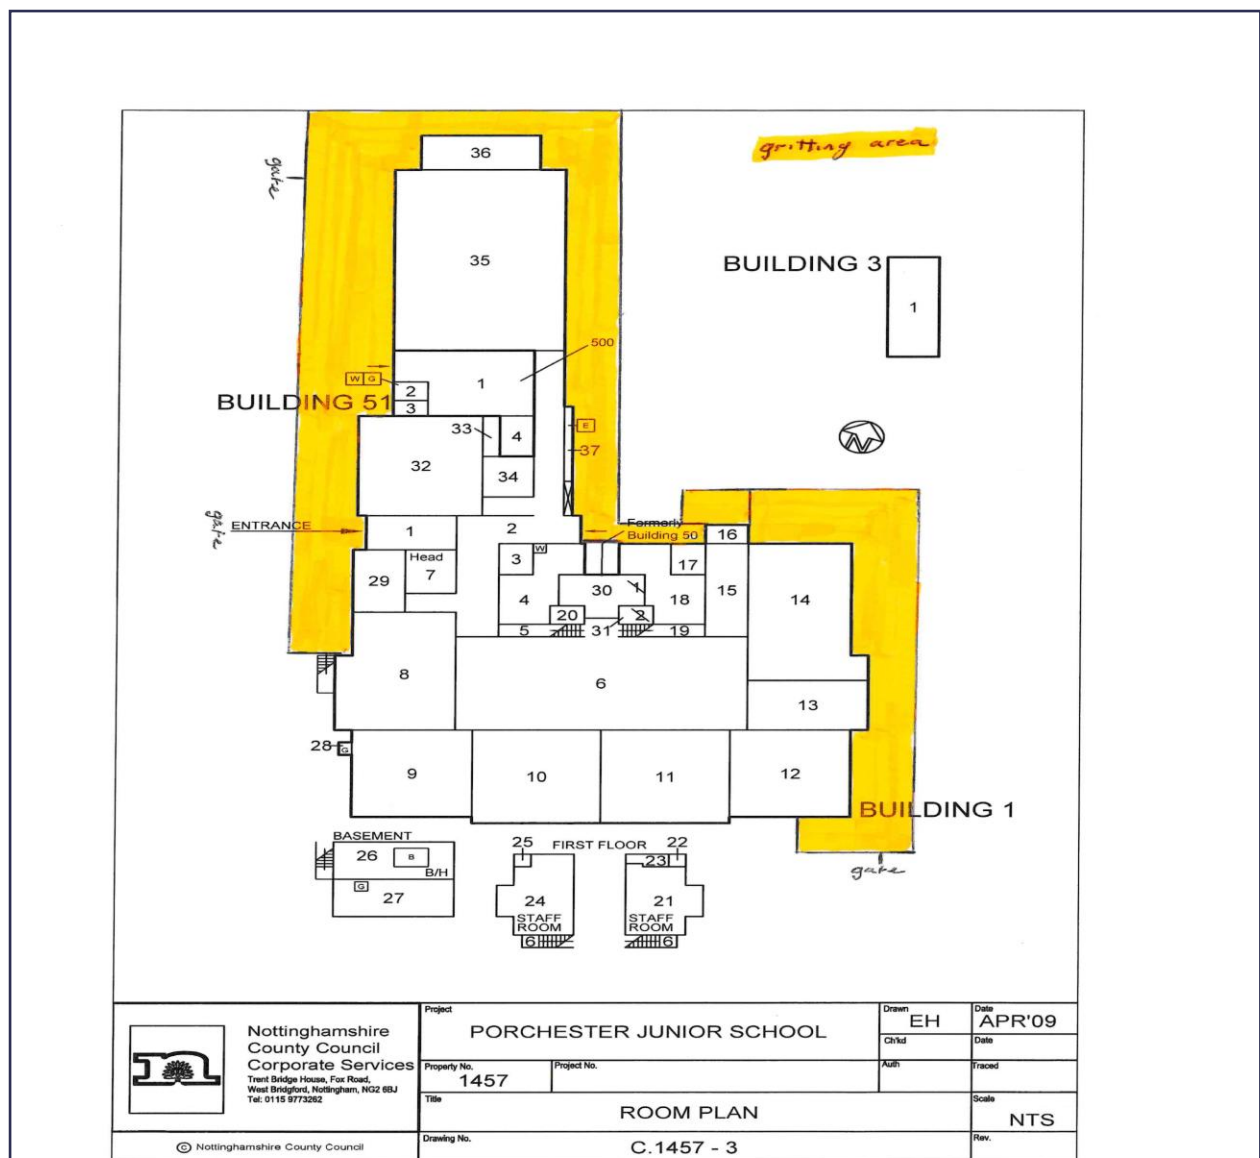 gritting area
gate
36
35
BUILDING 3
1
500
W G
2
1
3
BUILDING 51
33
4
E
37
32
34
gate
ENTRANCE
1
2
Formerly
Building 50
16
Head
7
3
W
17
29
4
30
1
18
15
14
20
2
5
31
19
8
6
13
28
G
9
10
11
12
BUILDING 1
gate
BASEMENT
26
B
B/H
G
27
25
FIRST FLOOR
22
23
24
STAFF
ROOM
6
21
STAFF
ROOM
6
Nottinghamshire
County Council
Corporate Services
Trent Bridge House, Fox Road,
West Bridgford, Nottingham, NG2 6BJ
Tel: 0115 9773262
© Nottinghamshire County Council
Project
PORCHESTER JUNIOR SCHOOL
Drawn
EH
Date
APR'09
Ch'kd
Date
Property No.
1457
Project No.
Auth
Traced
Title
ROOM PLAN
Scale
NTS
Drawing No.
C.1457 - 3
Rev.